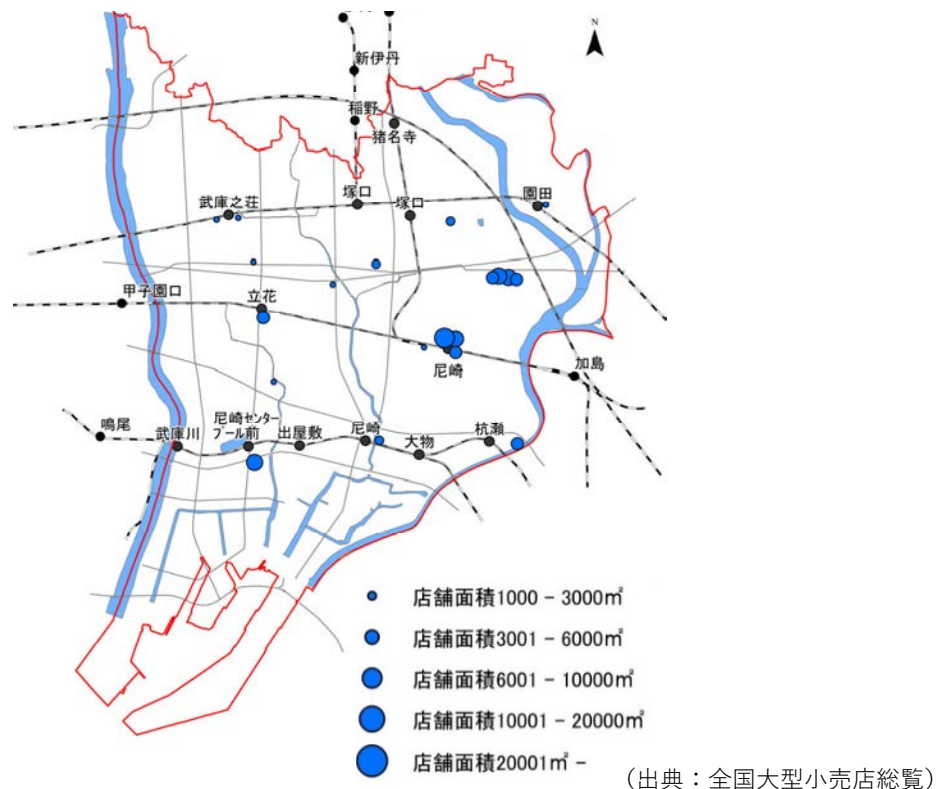 N
新伊丹
稲野
猪名寺
武庫之荘
塚口
塚口
園田
甲子園口
立花
尼崎
加島
鳴尾
武庫川
尼崎センター
プール前
出屋敷
尼崎
大物
杭瀬
店舗面積1000 - 3000㎡
店舗面積3001 - 6000㎡
店舗面積6001 - 10000㎡
店舗面積10001 - 20000㎡
店舗面積20001㎡ -
（出典：全国大型小売店総覧）